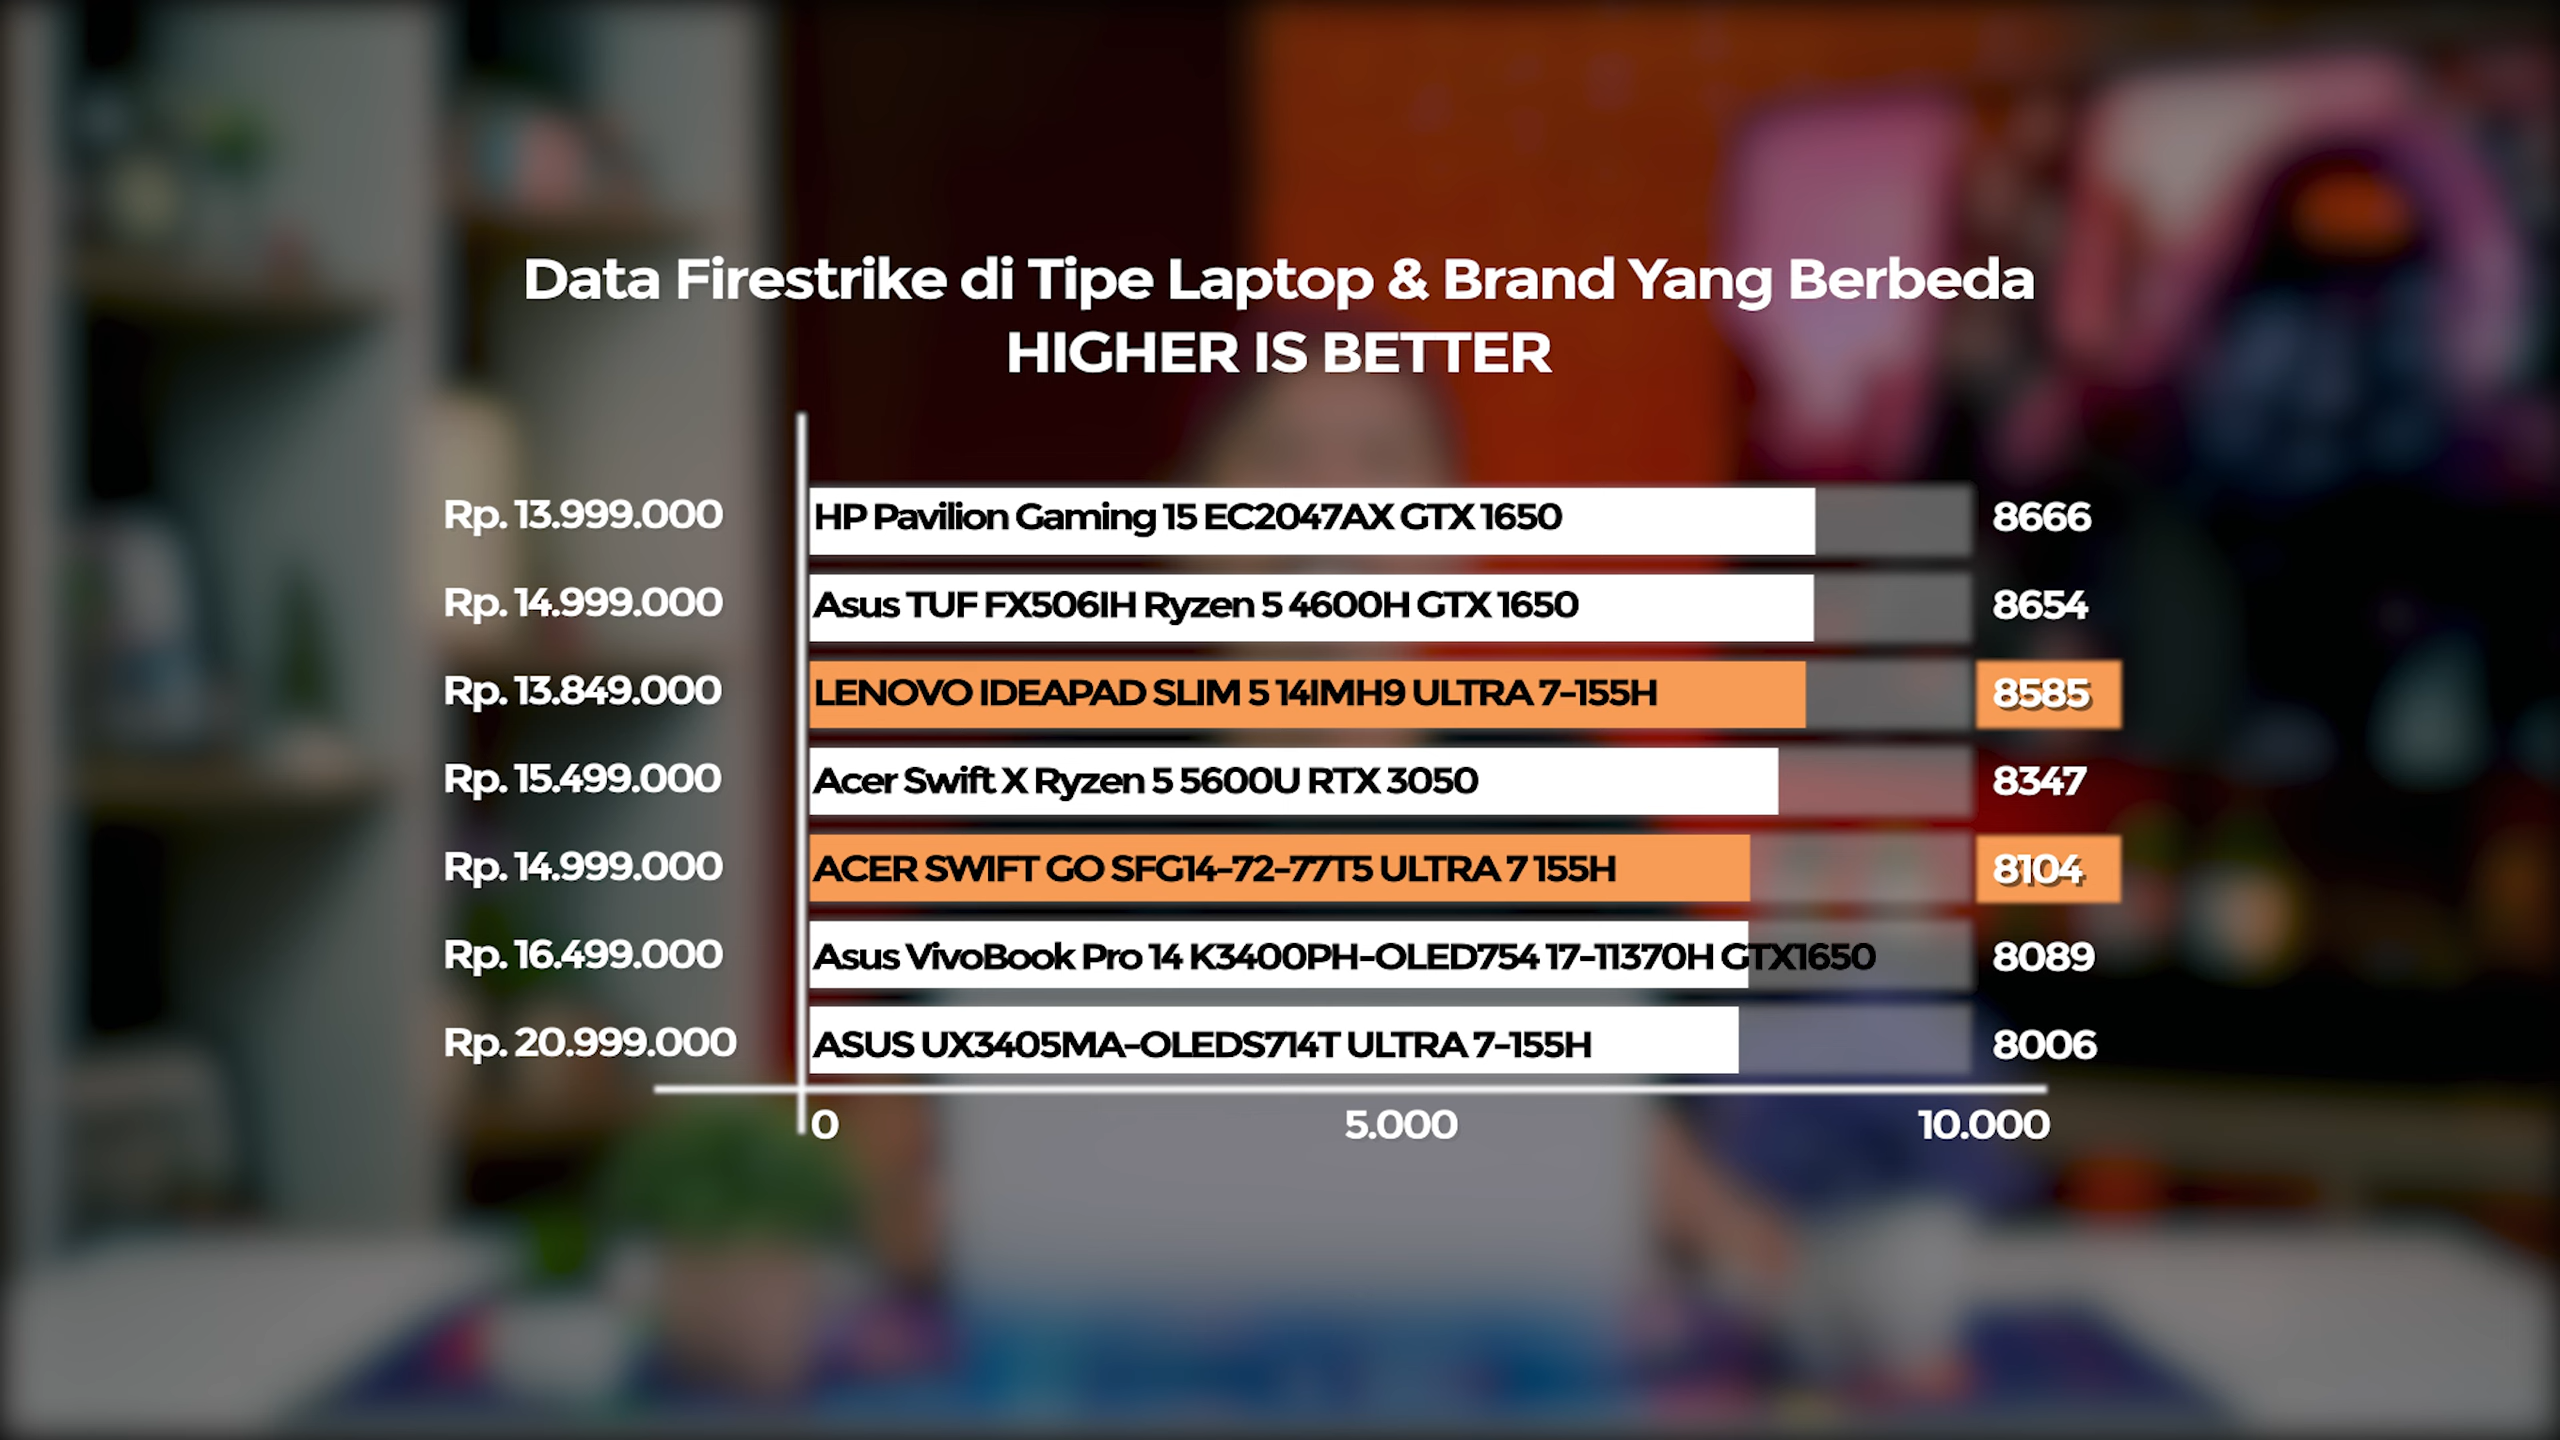 Data Firestrike di Tipe Laptop & Brand Yang Berbeda
HIGHER IS BETTER
Rp. 13.999.000 HP Pavilion Gaming 15 EC2047AX GTX 1650 8666
Rp. 14.999.000 Asus TUF FX506IH Ryzen 5 4600H GTX 1650 8654
Rp. 13.849.000 LENOVO IDEAPAD SLIM 5 14IMH9 ULTRA 7-155H 8585
Rp. 15.499.000 Acer Swift X Ryzen 5 5600U RTX 3050 8347
Rp. 14.999.000 ACER SWIFT GO SFG14-72-77T5 ULTRA 7 155H 8104
Rp. 16.499.000 Asus VivoBook Pro 14 K3400PH-OLED754 17-11370H GTX1650 8089
Rp. 20.999.000 ASUS UX3405MA-OLEDS714T ULTRA 7-155H 8006
0 5.000 10.000